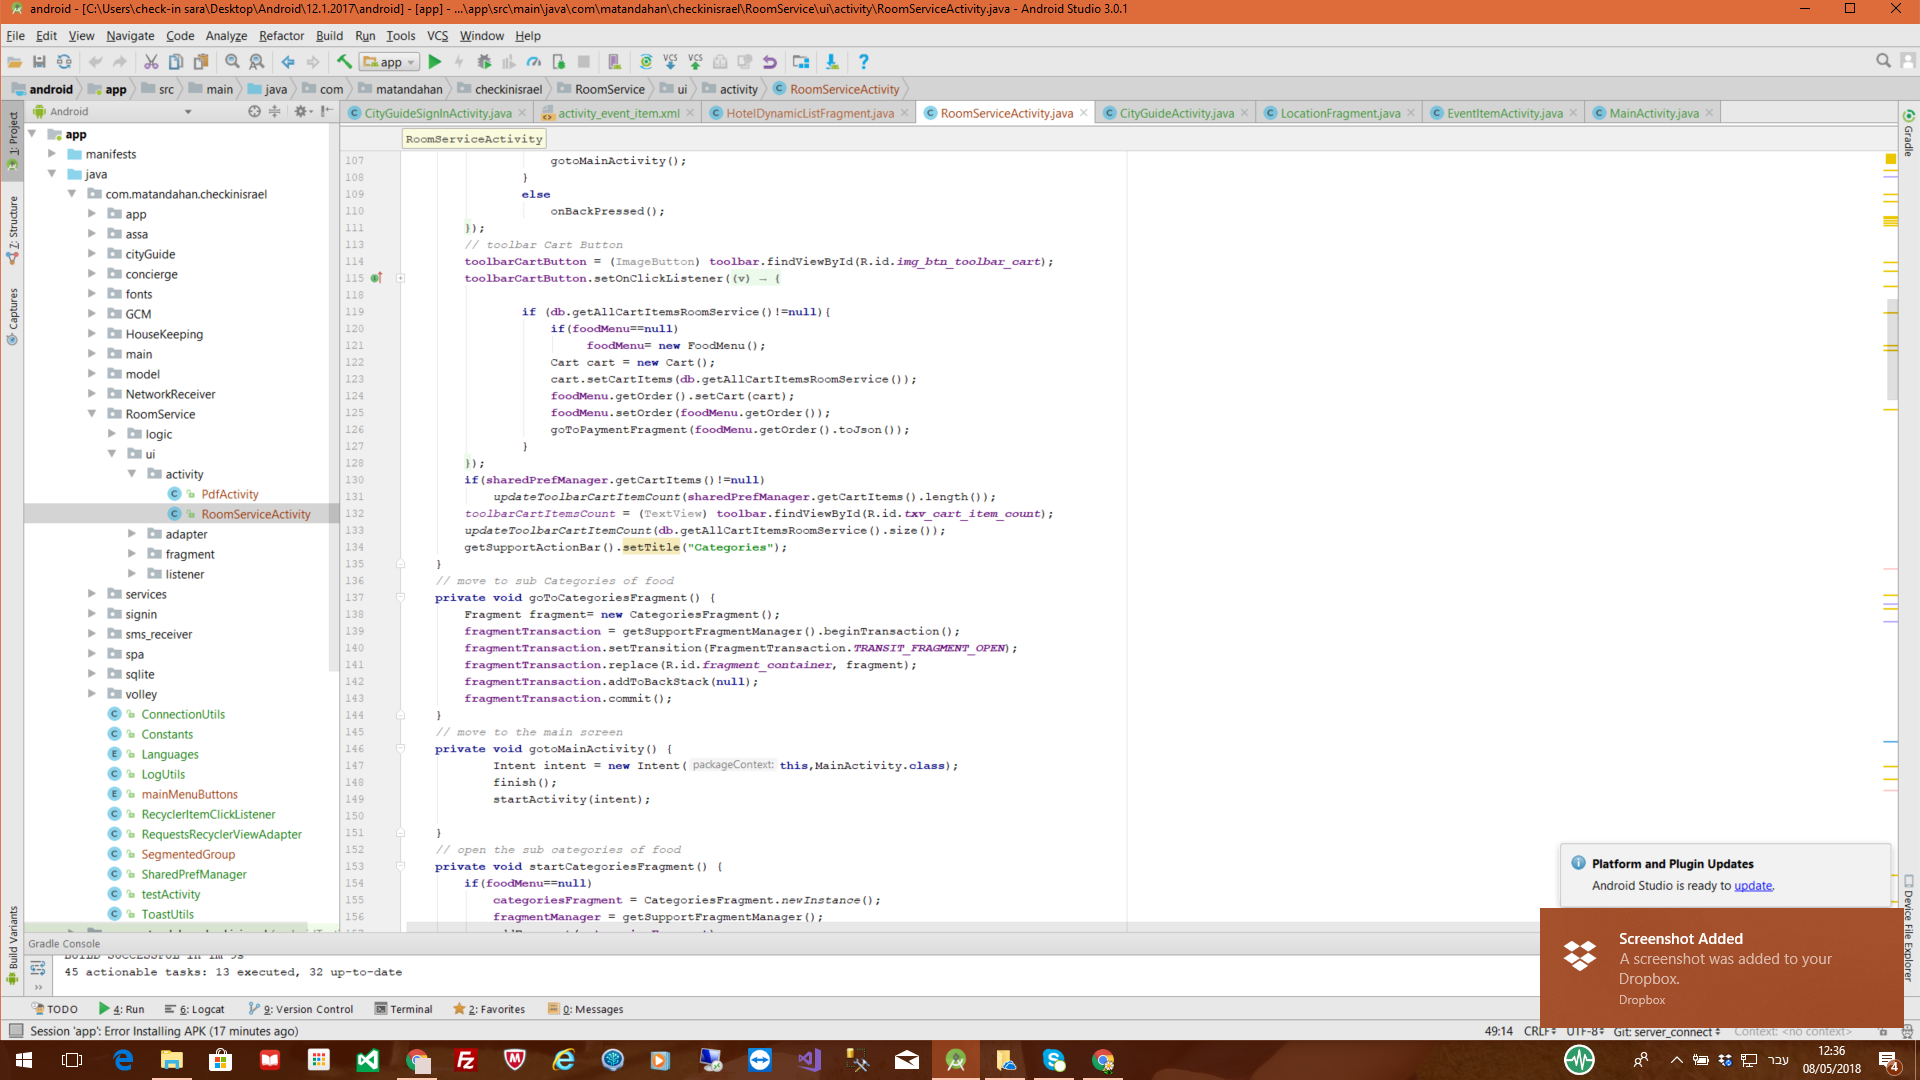 android - [C:\Users\check-in sara\Desktop\Android\12.1.2017\android] - [app] - ...\app\src\main\java\com\matandahan\checkinisrael\RoomService\ui\activity\RoomServiceActivity.java - Android Studio 3.0.1
File Edit View Navigate Code Analyze Refactor Build Run Tools VCS Window Help
app
VCS VCS
android app src main java com matandahan checkinisrael RoomService ui activity RoomServiceActivity
Android
CityGuideSignInActivity.java activity_event_item.xml HotelDynamicListFragment.java RoomServiceActivity.java CityGuideActivity.java LocationFragment.java EventItemActivity.java MainActivity.java
1: Project
7: Structure
Captures
Build Variants
Gradle
Device File Explorer
app
manifests
java
com.matandahan.checkinisrael
app
assa
cityGuide
concierge
fonts
GCM
HouseKeeping
main
model
NetworkReceiver
RoomService
logic
ui
activity
PdfActivity
RoomServiceActivity
adapter
fragment
listener
services
signin
sms_receiver
spa
sqlite
volley
ConnectionUtils
Constants
Languages
LogUtils
mainMenuButtons
RecyclerItemClickListener
RequestsRecyclerViewAdapter
SegmentedGroup
SharedPrefManager
testActivity
ToastUtils
RoomServiceActivity
107 gotoMainActivity();
108 }
109 else
110 onBackPressed();
111 });
113 // toolbar Cart Button
114 toolbarCartButton = (ImageButton) toolbar.findViewById(R.id.img_btn_toolbar_cart);
115 toolbarCartButton.setOnClickListener((v) → {
118
119 if (db.getAllCartItemsRoomService()!=null){
120 if(foodMenu==null)
121 foodMenu= new FoodMenu();
122 Cart cart = new Cart();
123 cart.setCartItems(db.getAllCartItemsRoomService());
124 foodMenu.getOrder().setCart(cart);
125 foodMenu.setOrder(foodMenu.getOrder());
126 goToPaymentFragment(foodMenu.getOrder().toJson());
127 }
128 });
130 if(sharedPrefManager.getCartItems()!=null)
131 updateToolbarCartItemCount(sharedPrefManager.getCartItems().length());
132 toolbarCartItemsCount = (TextView) toolbar.findViewById(R.id.txv_cart_item_count);
133 updateToolbarCartItemCount(db.getAllCartItemsRoomService().size());
134 getSupportActionBar().setTitle("Categories");
135 }
136 // move to sub Categories of food
137 private void goToCategoriesFragment() {
138 Fragment fragment= new CategoriesFragment();
139 fragmentTransaction = getSupportFragmentManager().beginTransaction();
140 fragmentTransaction.setTransition(FragmentTransaction.TRANSIT_FRAGMENT_OPEN);
141 fragmentTransaction.replace(R.id.fragment_container, fragment);
142 fragmentTransaction.addToBackStack(null);
143 fragmentTransaction.commit();
144 }
145 // move to the main screen
146 private void gotoMainActivity() {
147 Intent intent = new Intent( packageContext: this,MainActivity.class);
148 finish();
149 startActivity(intent);
150
151 }
152 // open the sub categories of food
153 private void startCategoriesFragment() {
154 if(foodMenu==null)
155 categoriesFragment = CategoriesFragment.newInstance();
156 fragmentManager = getSupportFragmentManager();
Platform and Plugin Updates
Android Studio is ready to update.
Screenshot Added
A screenshot was added to your
Dropbox.
Dropbox
Gradle Console
BUILD SUCCESSFUL in 1m 9s
45 actionable tasks: 13 executed, 32 up-to-date
TODO 4: Run 6: Logcat 9: Version Control Terminal 2: Favorites 0: Messages
Session 'app': Error Installing APK (17 minutes ago)
49:14 CRLF UTF-8 Git: server_connect Context: <no context>
עבר
12:36
08/05/2018
4